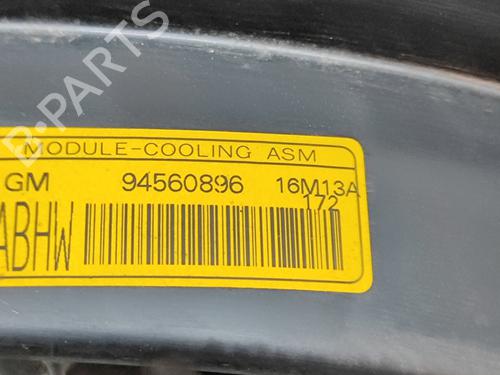 B-PARTS
MODULE-COOLING ASM
GM 94560896 16M13A
172
ABHW